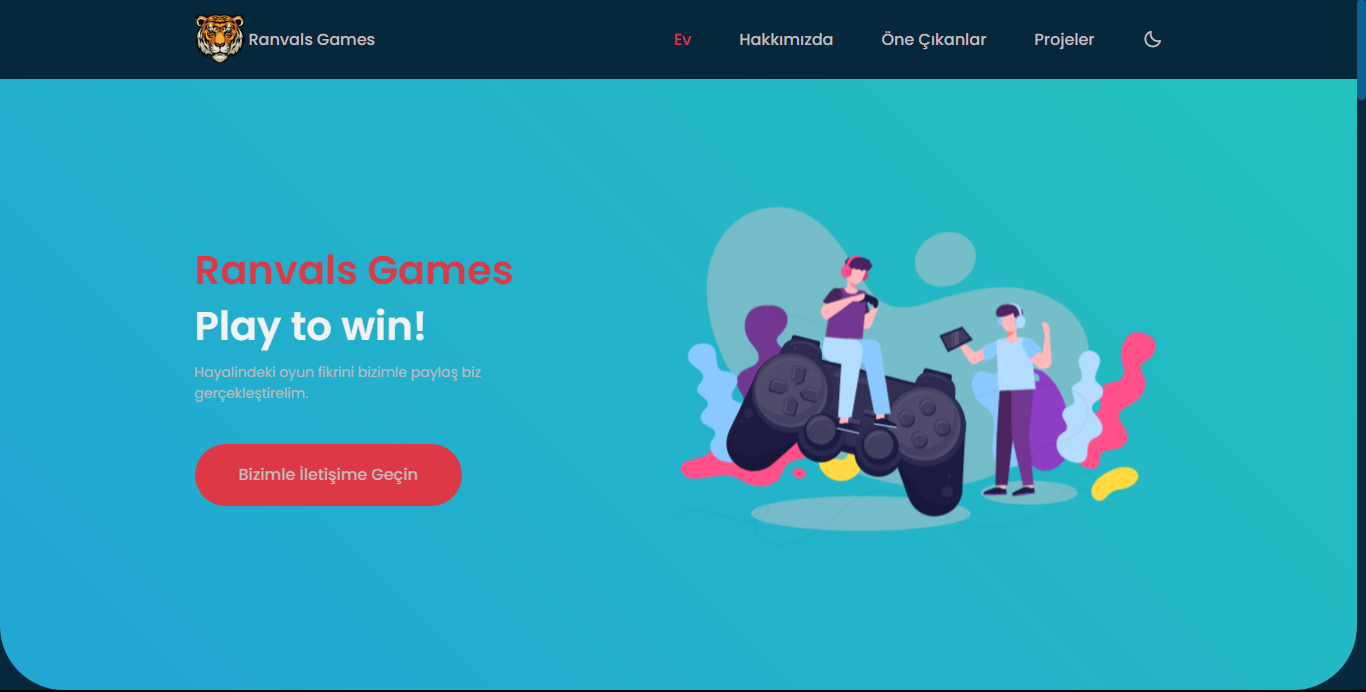 Ranvals Games
Ev
Hakkımızda
Öne Çıkanlar
Projeler
Ranvals Games
Play to win!
Hayalindeki oyun fikrini bizimle paylaş biz
gerçekleştirelim.
Bizimle İletişime Geçin